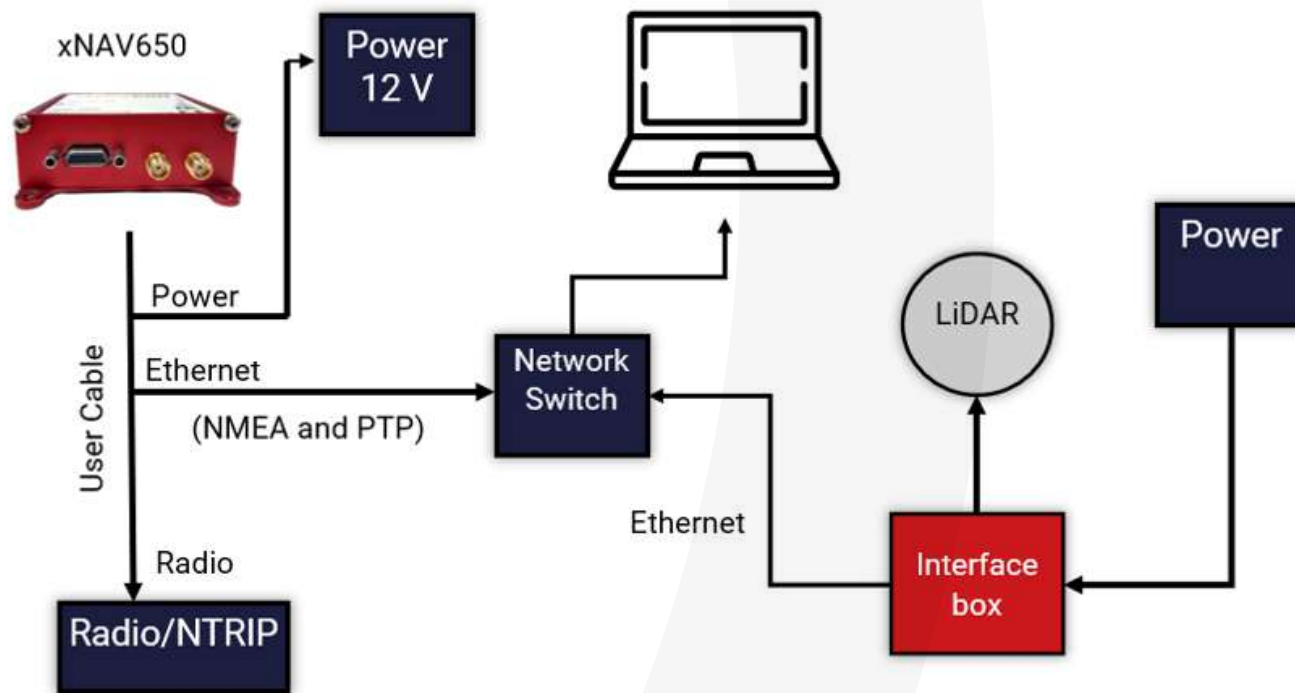 xNAV650
Power
12 V
Power
LiDAR
Power
Ethernet
(NMEA and PTP)
User Cable
Network
Switch
Ethernet
Interface
box
Radio
Radio/NTRIP